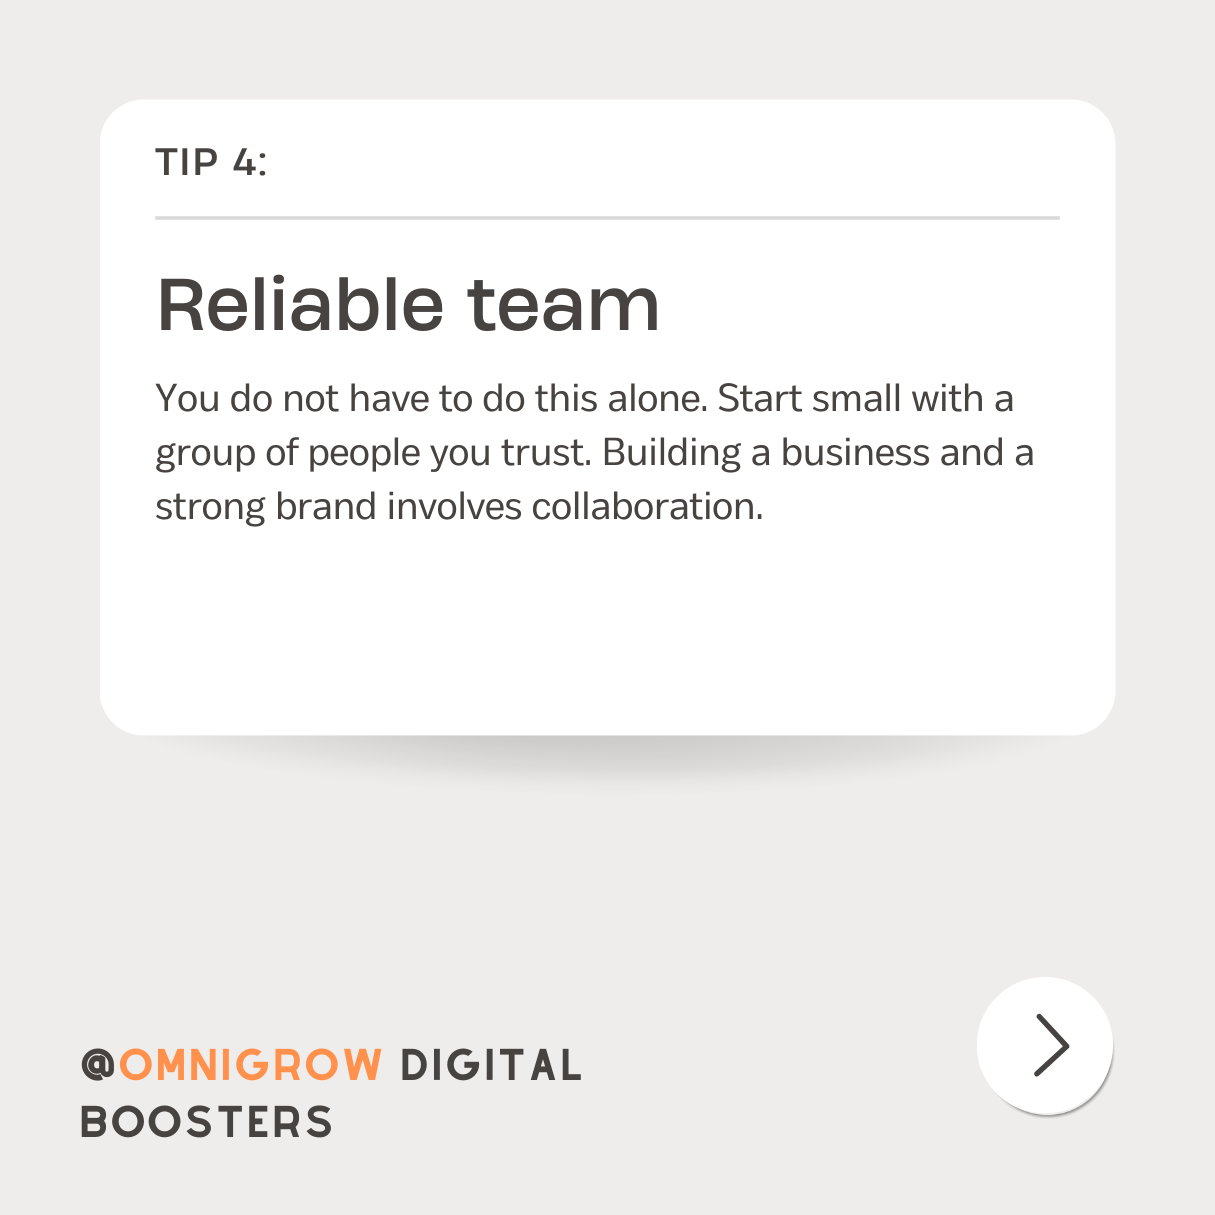 TIP 4:
Reliable team
You do not have to do this alone. Start small with a
group of people you trust. Building a business and a
strong brand involves collaboration.
@OMNIGROW DIGITAL
BOOSTERS